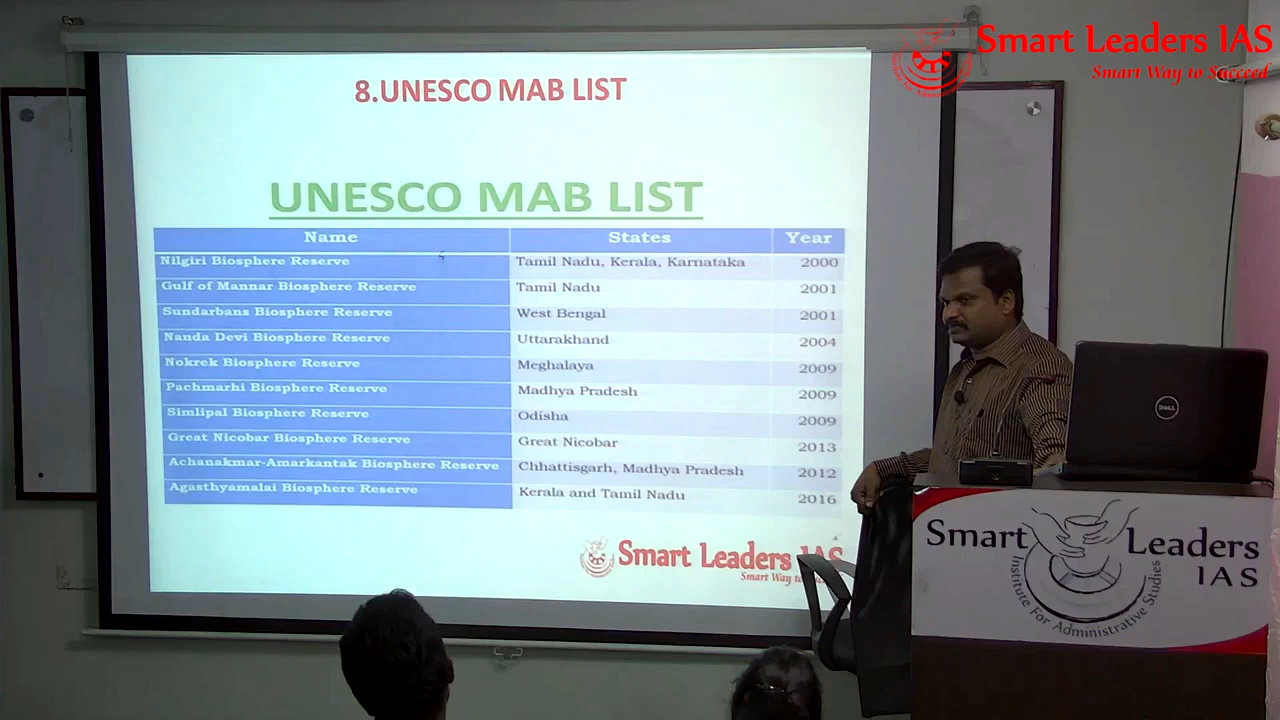 Smart Leaders IAS
Smart Way to Succeed
8.UNESCO MAB LIST
UNESCO MAB LIST
Name States Year
Nilgiri Biosphere Reserve Tamil Nadu, Kerala, Karnataka 2000
Gulf of Mannar Biosphere Reserve Tamil Nadu 2001
Sundarbans Biosphere Reserve West Bengal 2001
Nanda Devi Biosphere Reserve Uttarakhand 2004
Nokrek Biosphere Reserve Meghalaya 2009
Pachmarhi Biosphere Reserve Madhya Pradesh 2009
Simlipal Biosphere Reserve Odisha 2009
Great Nicobar Biosphere Reserve Great Nicobar 2013
Achanakmar-Amarkantak Biosphere Reserve Chhattisgarh, Madhya Pradesh 2012
Agasthyamalai Biosphere Reserve Kerala and Tamil Nadu 2016
Smart Leaders IAS
Smart Way to
DELL
Smart Leaders
IAS
Institute For Administrative Studies